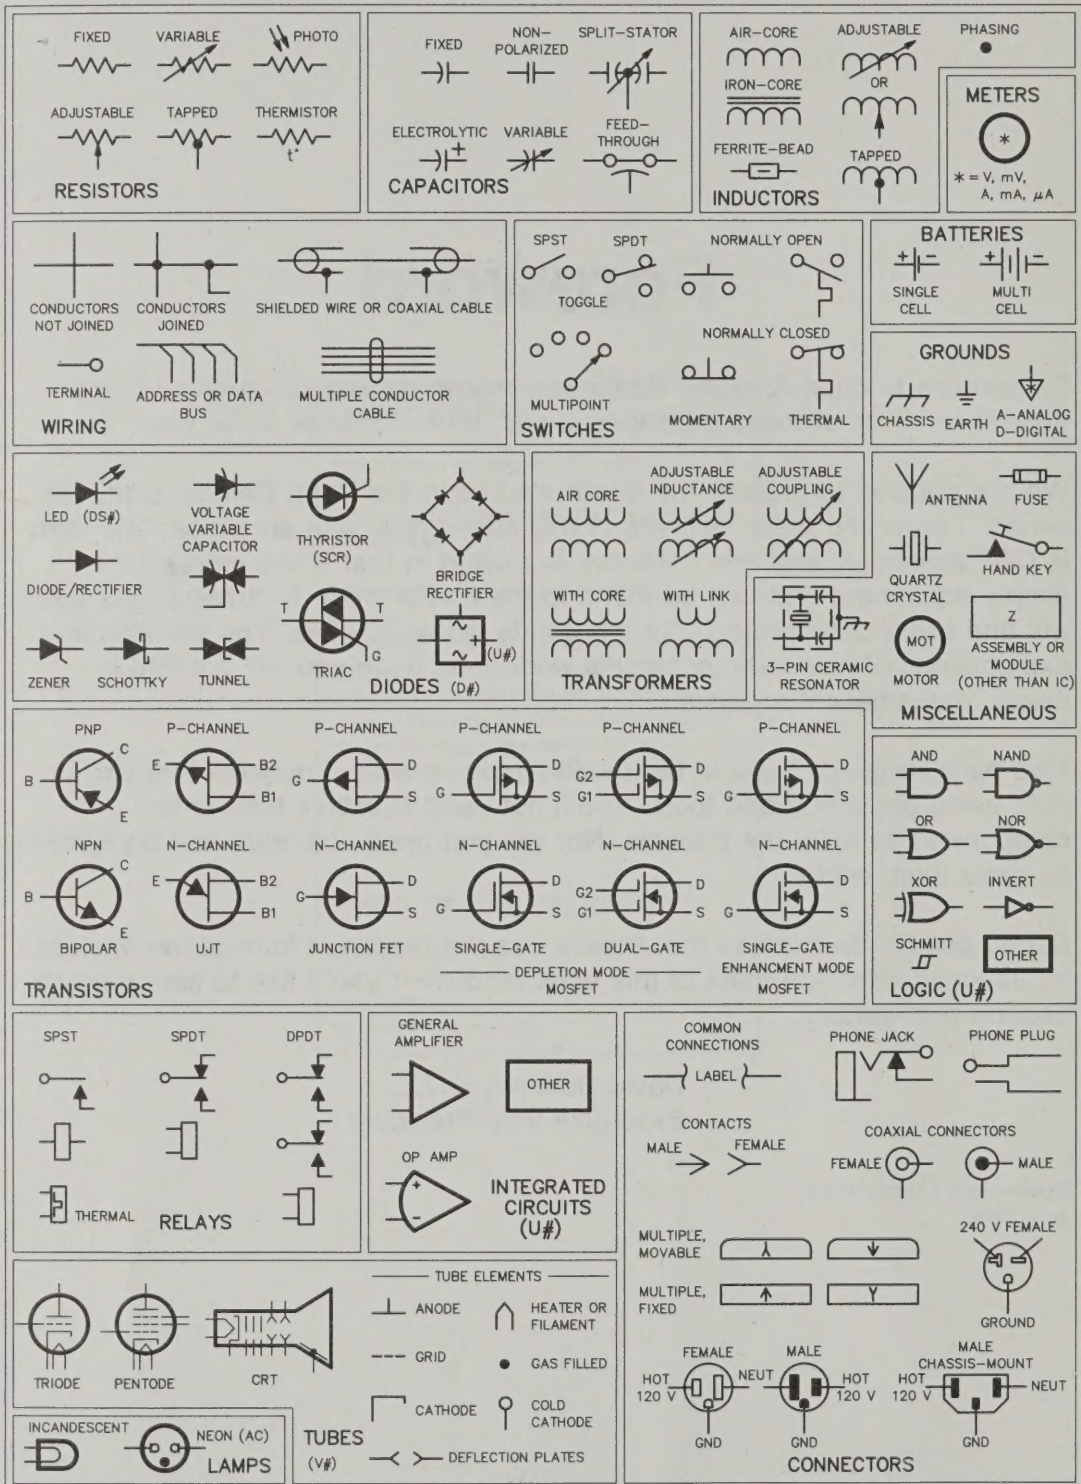 FIXED
VARIABLE
PHOTO
ADJUSTABLE
TAPPED
THERMISTOR
t°
RESISTORS
FIXED
NON-
POLARIZED
SPLIT-STATOR
ELECTROLYTIC
+
VARIABLE
FEED-
THROUGH
CAPACITORS
AIR-CORE
ADJUSTABLE
IRON-CORE
OR
FERRITE-BEAD
TAPPED
INDUCTORS
PHASING
METERS
*
* = V, mV,
A, mA, µA
CONDUCTORS
NOT JOINED
CONDUCTORS
JOINED
SHIELDED WIRE OR COAXIAL CABLE
TERMINAL
ADDRESS OR DATA
BUS
MULTIPLE CONDUCTOR
CABLE
WIRING
SPST
SPDT
NORMALLY OPEN
TOGGLE
NORMALLY CLOSED
MULTIPOINT
MOMENTARY
THERMAL
SWITCHES
BATTERIES
+ -
+ -
SINGLE
CELL
MULTI
CELL
GROUNDS
*
CHASSIS
EARTH
A-ANALOG
D-DIGITAL
LED (DS#)
VOLTAGE
VARIABLE
CAPACITOR
THYRISTOR
(SCR)
BRIDGE
RECTIFIER
DIODE/RECTIFIER
T
T
G
TRIAC
+
(U#)
(D#)
ZENER
SCHOTTKY
TUNNEL
DIODES
AIR CORE
ADJUSTABLE
INDUCTANCE
ADJUSTABLE
COUPLING
WITH CORE
WITH LINK
TRANSFORMERS
ANTENNA
FUSE
QUARTZ
CRYSTAL
HAND KEY
3-PIN CERAMIC
RESONATOR
MOT
MOTOR
Z
ASSEMBLY OR
MODULE
(OTHER THAN IC)
MISCELLANEOUS
PNP
P-CHANNEL
P-CHANNEL
P-CHANNEL
P-CHANNEL
P-CHANNEL
B
C
E
E
B2
B1
G
D
S
G
D
S
G2
G1
D
S
G
D
S
NPN
N-CHANNEL
N-CHANNEL
N-CHANNEL
N-CHANNEL
N-CHANNEL
B
C
E
E
B2
B1
G
D
S
G
D
S
G2
G1
D
S
G
D
S
BIPOLAR
UJT
JUNCTION FET
SINGLE-GATE
DUAL-GATE
SINGLE-GATE
DEPLETION MODE
MOSFET
ENHANCMENT MODE
MOSFET
TRANSISTORS
AND
NAND
OR
NOR
XOR
INVERT
SCHMITT
OTHER
LOGIC (U#)
SPST
SPDT
DPDT
THERMAL
RELAYS
GENERAL
AMPLIFIER
OTHER
OP AMP
+
-
INTEGRATED
CIRCUITS
(U#)
COMMON
CONNECTIONS
LABEL
PHONE JACK
PHONE PLUG
CONTACTS
MALE
FEMALE
COAXIAL CONNECTORS
FEMALE
MALE
MULTIPLE,
MOVABLE
MULTIPLE,
FIXED
240 V FEMALE
GROUND
FEMALE
MALE
MALE
CHASSIS-MOUNT
HOT
120 V
NEUT
HOT
120 V
HOT
120 V
NEUT
GND
GND
GND
CONNECTORS
TRIODE
PENTODE
CRT
TUBE ELEMENTS
ANODE
HEATER OR
FILAMENT
GRID
GAS FILLED
CATHODE
COLD
CATHODE
DEFLECTION PLATES
TUBES
(V#)
INCANDESCENT
NEON (AC)
LAMPS